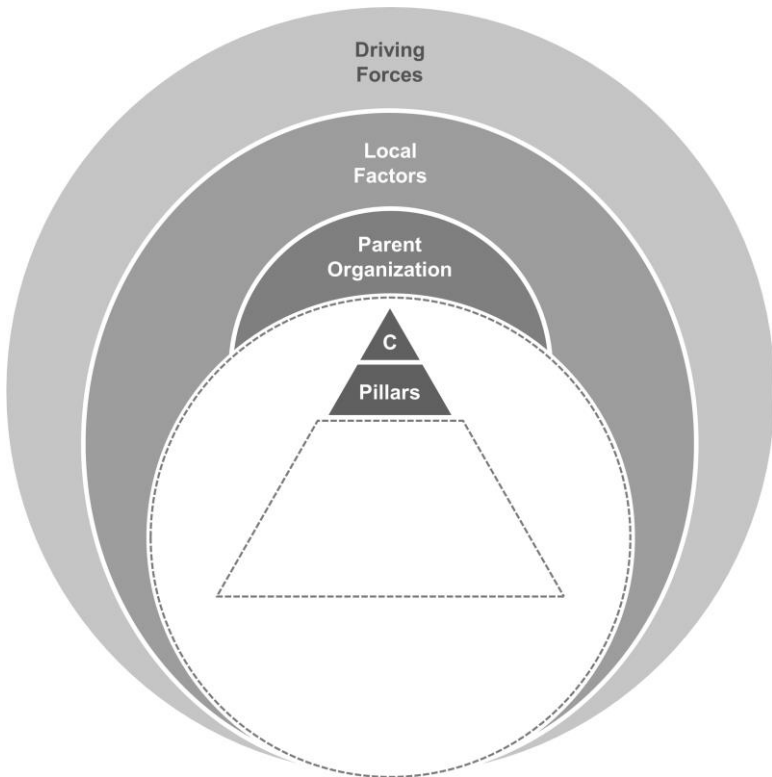 Driving
Forces
Local
Factors
Parent
Organization
C
Pillars